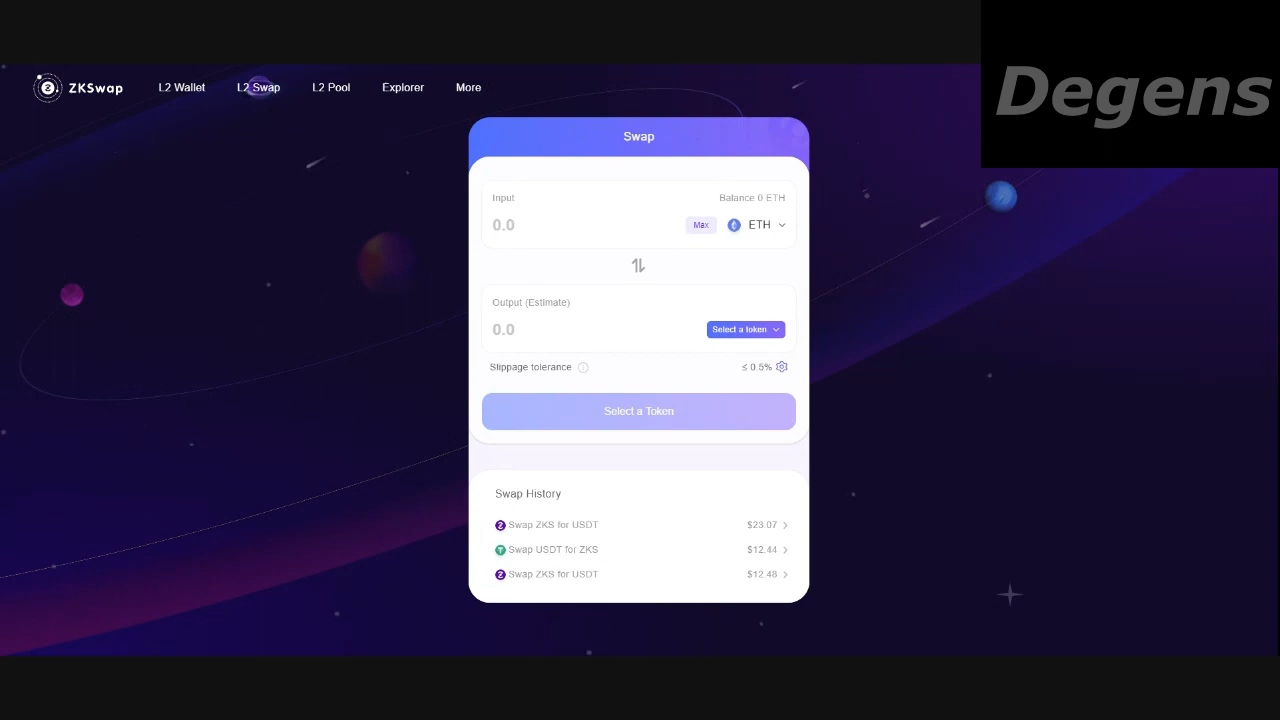 ZKSwap L2 Wallet L2 Swap L2 Pool Explorer More
Degens
Swap
Input Balance 0 ETH
0.0 Max ETH
Output (Estimate)
0.0 Select a token
Slippage tolerance ≤ 0.5%
Select a Token
Swap History
Swap ZKS for USDT $23.07
Swap USDT for ZKS $12.44
Swap ZKS for USDT $12.48